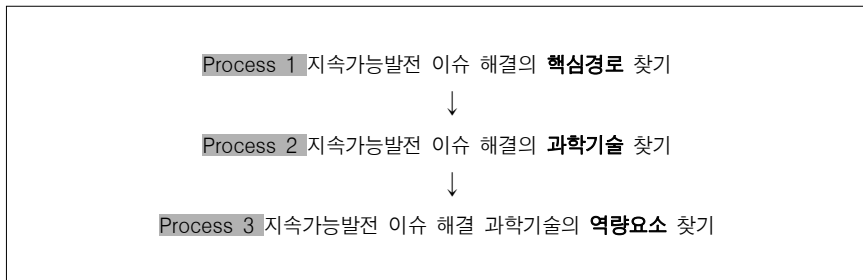 Process 1 지속가능발전 이슈 해결의 핵심경로 찾기
↓
Process 2 지속가능발전 이슈 해결의 과학기술 찾기
↓
Process 3 지속가능발전 이슈 해결 과학기술의 역량요소 찾기